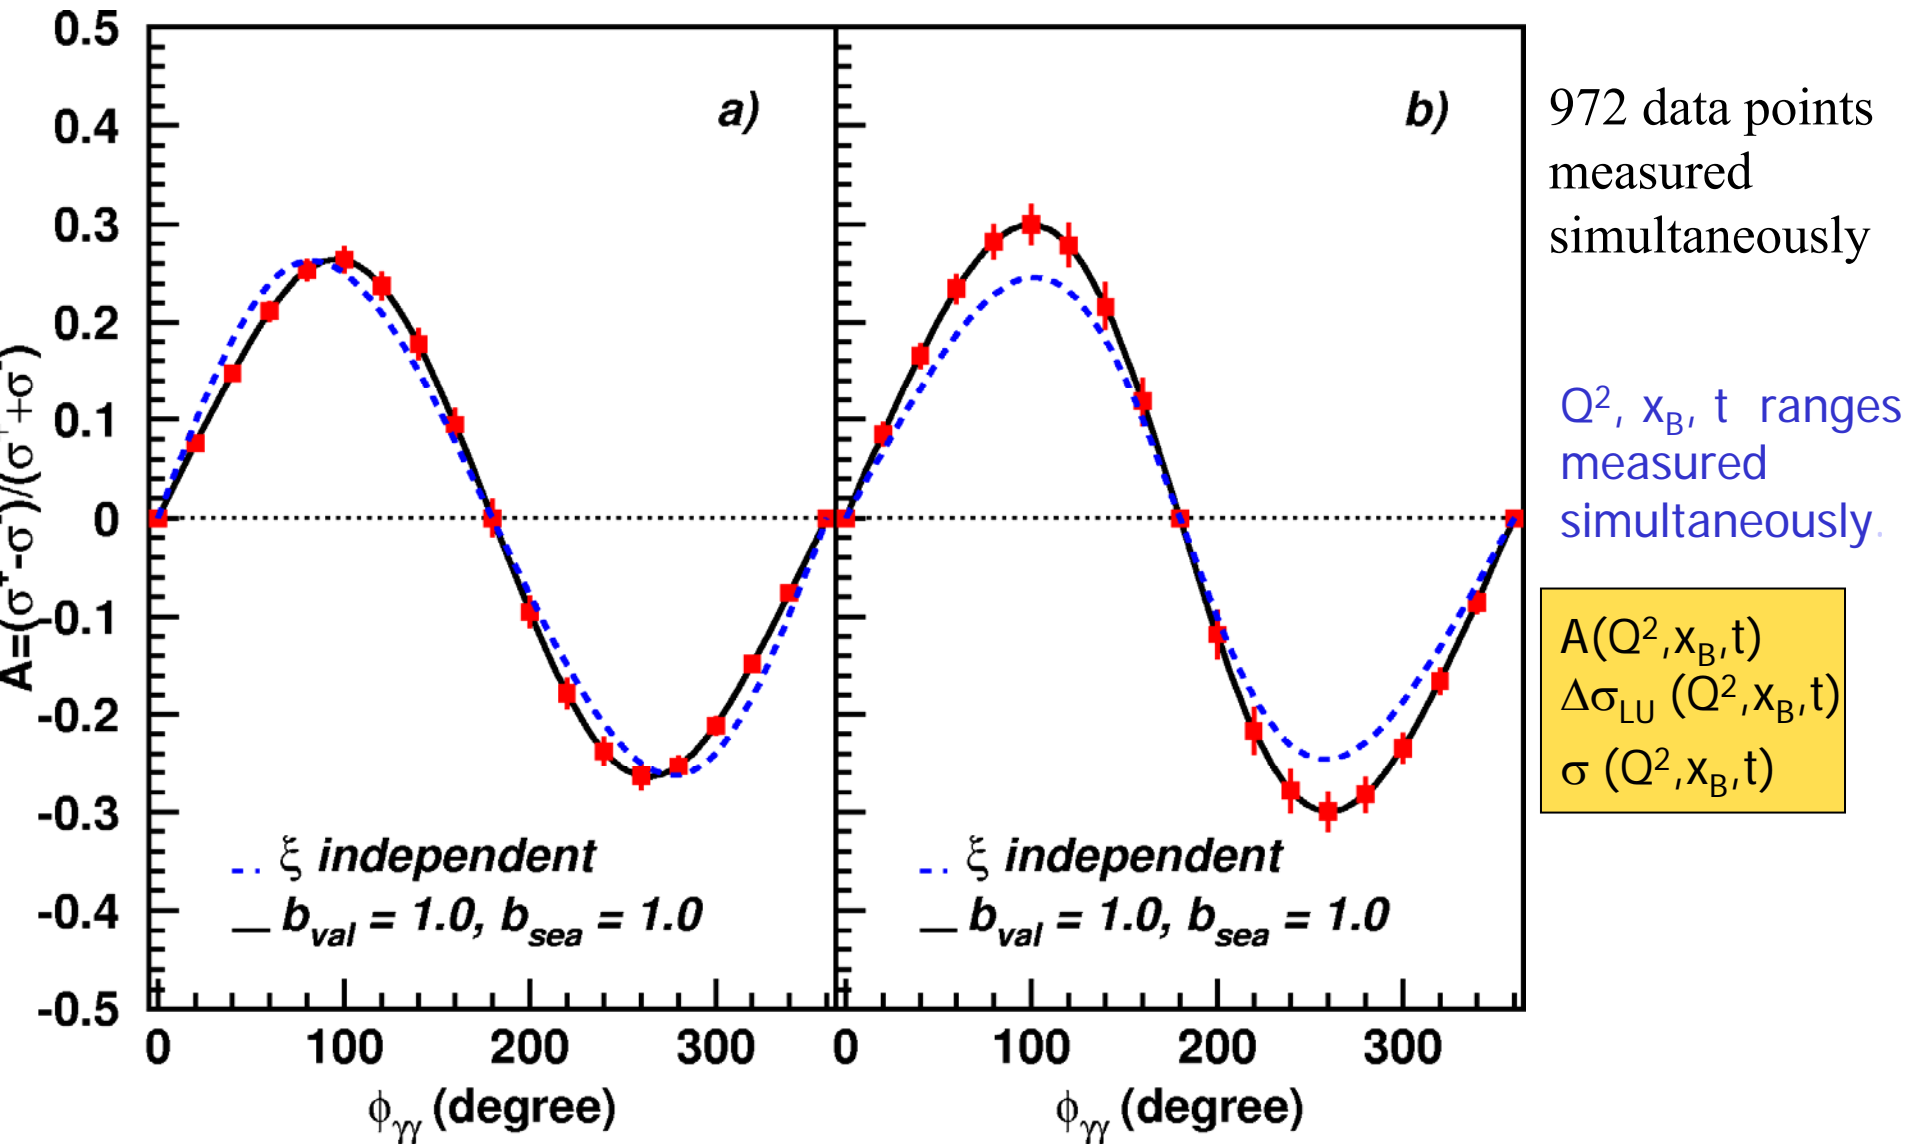 0.5
0.4
0.3
0.2
0.1
0
-0.1
-0.2
-0.3
-0.4
-0.5
A=(σ⁺-σ⁻)/(σ⁺+σ⁻)
a)
ξ independent
b_val = 1.0, b_sea = 1.0
0 100 200 300
ϕ_γγ (degree)
b)
ξ independent
b_val = 1.0, b_sea = 1.0
0 100 200 300
ϕ_γγ (degree)
972 data points
measured
simultaneously
Q², x_B, t ranges
measured
simultaneously.
A(Q²,x_B,t)
Δσ_LU (Q²,x_B,t)
σ (Q²,x_B,t)